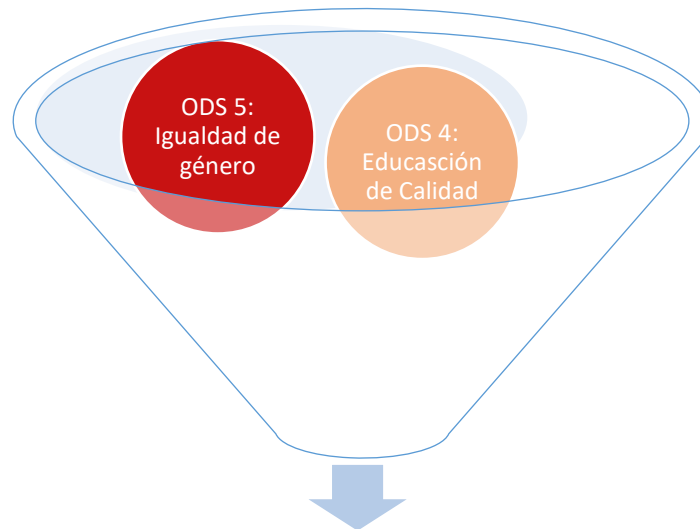 ODS 5:
Igualdad de
género
ODS 4:
Educasción
de Calidad